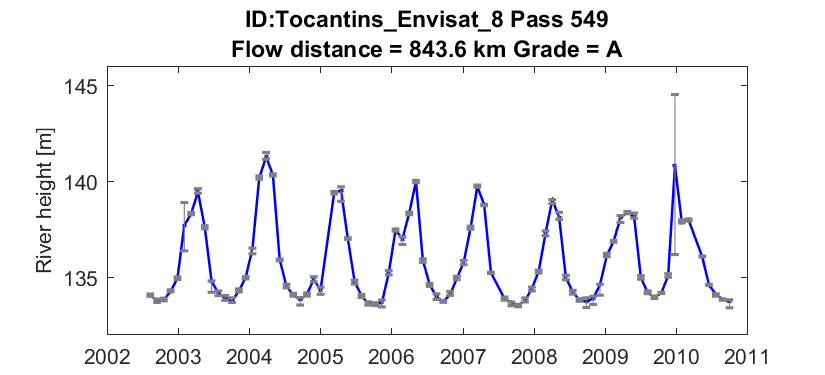 ID:Tocantins_Envisat_8 Pass 549
Flow distance = 843.6 km Grade = A
145
140
135
River height [m]
2002 2003 2004 2005 2006 2007 2008 2009 2010 2011